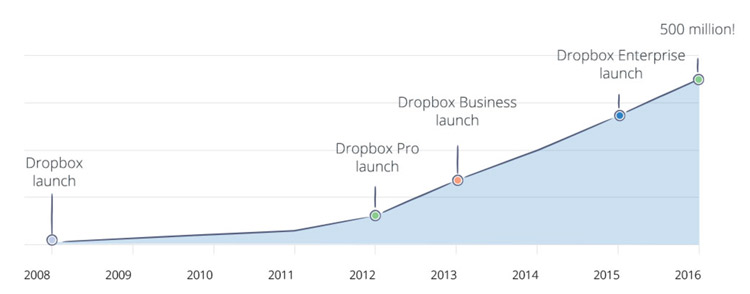 500 million!
Dropbox Enterprise
launch
Dropbox Business
launch
Dropbox Pro
launch
Dropbox
launch
2008 2009 2010 2011 2012 2013 2014 2015 2016